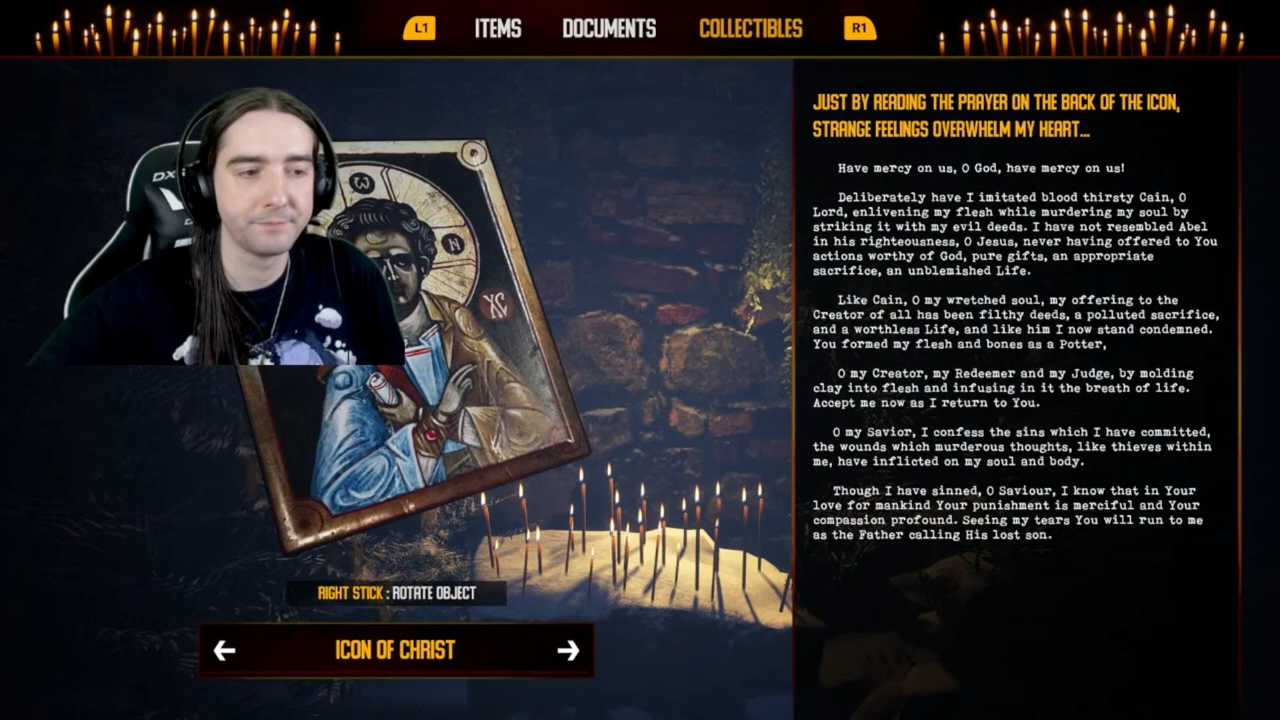 L1
ITEMS
DOCUMENTS
COLLECTIBLES
R1
JUST BY READING THE PRAYER ON THE BACK OF THE ICON,
STRANGE FEELINGS OVERWHELM MY HEART...
Have mercy on us, O God, have mercy on us!
Deliberately have I imitated blood thirsty Cain, O
Lord, enlivening my flesh while murdering my soul by
striking it with my evil deeds. I have not resembled Abel
in his righteousness, O Jesus, never having offered to You
actions worthy of God, pure gifts, an appropriate
sacrifice, an unblemished Life.
Like Cain, O my wretched soul, my offering to the
Creator of all has been filthy deeds, a polluted sacrifice,
and a worthless Life, and like him I now stand condemned.
You formed my flesh and bones as a Potter,
O my Creator, my Redeemer and my Judge, by molding
clay into flesh and infusing in it the breath of life.
Accept me now as I return to You.
O my Savior, I confess the sins which I have committed,
the wounds which murderous thoughts, like thieves within
me, have inflicted on my soul and body.
Though I have sinned, O Saviour, I know that in Your
love for mankind Your punishment is merciful and Your
compassion profound. Seeing my tears You will run to me
as the Father calling His lost son.
DX
ω
N
RIGHT STICK : ROTATE OBJECT
ICON OF CHRIST